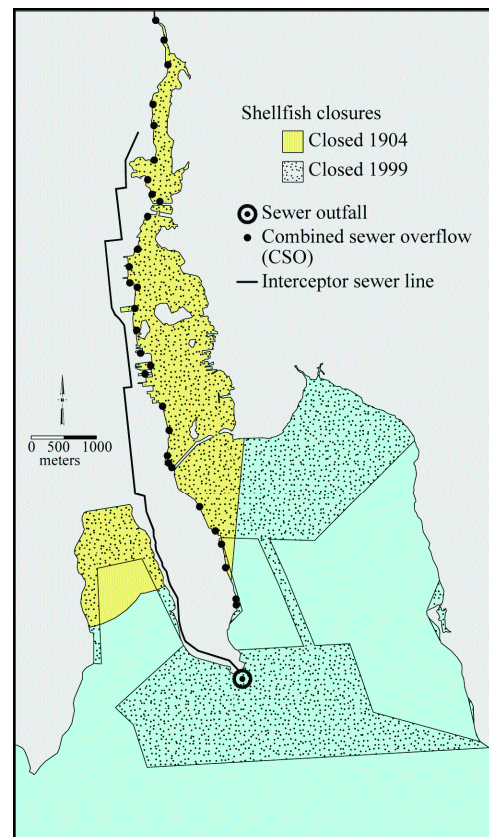 Shellfish closures
Closed 1904
Closed 1999
Sewer outfall
Combined sewer overflow
(CSO)
Interceptor sewer line
0 500 1000
meters